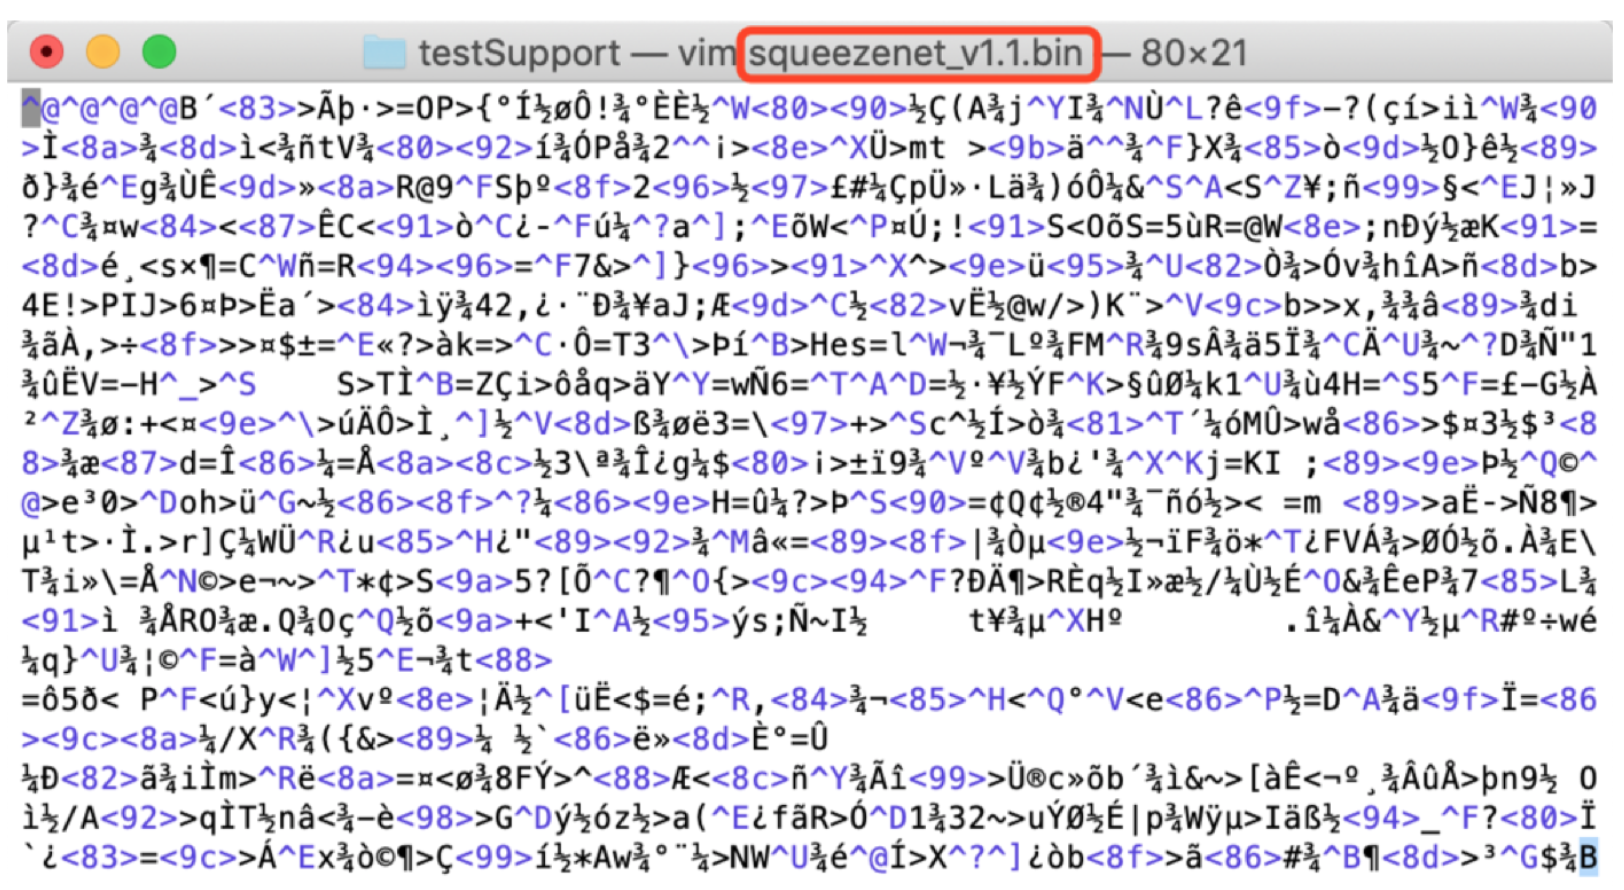 testSupport — vim squeezenet_v1.1.bin — 80×21
^@^@^@^@B´<83>>Ãþ·>=OP>{°Í½øÔ!¾°ÈÈ½^W<80><90>½Ç(A¾j^YI¾^NÙ^L?ê<9f>−?(çí>iì^W¾<90
>Ì<8a>¾<8d>ì<¾ñtV¾<80><92>í¾ÓPå¾2^^i><8e>^XÜ>mt ><9b>ä^^¾^F}X¾<85>ò<9d>½O}ê½<89>
ð}¾é^Eg¾ÙÊ<9d>»<8a>R@9^FSþº<8f>2<96>½<97>£#¼ÇpÜ»·Lä¾)óÔ¼&^S^A<S^Z¥;ñ<99>§<^EJ¦»J
?^C¾¤w<84><<87>ÊC<<91>ò^C¿-^Fú¼^?a^];^EõW<^P¤Ú;!<91>S<OõS=5ùR=@W<8e>;nÐý½æK<91>=
<8d>é¸<s×¶=C^Wñ=R<94><96>=^F7&>^]}<96>><91>^X^><9e>ü<95>¾^U<82>Ò¾>Óv¾hîA>ñ<8d>b>
4E!>PIJ>6¤Þ>Ëa´><84>ìÿ¾42,¿·¨Ð¾¥aJ;Æ<9d>^C½<82>vË½@w/>)K¨>^V<9c>b>>x,¾¾â<89>¾di
¾ãÀ,>÷<8f>>>¤$±=^E«?>àk=>^C·Ô=T3^\>Þí^B>Hes=l^W¬¾¯Lº¾FM^R¾9sÂ¾ä5Ï¾^CÄ^U¾~^?D¾Ñ"1
¾ûËV=−H^_>^S S>TÌ^B=ZÇi>ôåq>äY^Y=wÑ6=^T^A^D=½·¥½ÝF^K>§ûØ¼k1^U¾ù4H=^S5^F=£−G½À
²^Z¾ø:+<¤<9e>^\>úÄÔ>Ì¸^]½^V<8d>ß¾øë3=\<97>+>^Sc^½Í>ò¾<81>^T´¼óMÛ>wå<86>>$¤3½$³<8
8>¾æ<87>d=Î<86>¼=Â<8a><8c>½3\ª¾Î¿g¼$<80>i>±ï9¾^Vº^V¾b¿'¾^X^Kj=KI ;<89><9e>Þ½^Q©^
@>e³0>^Doh>ü^G~½<86><8f>^?¼<86><9e>H=û¼?>Þ^S<90>=¢Q¢½®4"¾¯ñó½>< =m <89>>aË->Ñ8¶>
µ¹t>·Ì.>r]Ç¼WÜ^R¿u<85>^H¿"<89><92>¾^Mâ«=<89><8f>|¾Òµ<9e>½¬ïF¾ö*^T¿FVÁ¾>ØÓ½õ.À¾E\
T¾i»\=Å^N©>e¬~>^T*¢>S<9a>5?[Õ^C?¶^O{><9c><94>^F?ÐÄ¶>RÈq½I»æ½/¼Ù½É^O&¾ÊeP¾7<85>L¾
<91>ì ¾ÅRO¾æ.Q¾Oç^Q½õ<9a>+<'I^A½<95>ýs;Ñ~I½ t¥¾µ^XHº .î¼À&^Y½µ^R#º÷wé
¼q}^U¾¦©^F=à^W^]½5^E¬¾t<88>
=ô5ð< P^F<ú}y<¦^Xvº<8e>¦Ä½^[üË<$=é;^R,<84>¾¬<85>^H<^Q°^V<e<86>^P½=D^A¾ä<9f>Ï=<86
><9c><8a>¼/X^R¾({&><89>¼ ½`<86>ë»<8d>È°=Û
¼Ð<82>ã¾iÌm>^Rë<8a>=¤<ø¾8FÝ>^<88>Æ<<8c>ñ^Y¾Ãî<99>>Ü®c»õb´¾ì&~>[àÊ<¬º¸¾ÂûÅ>þn9½ O
ì½/A<92>>qÌT½nâ<¾−è<98>>G^Dý½óz½>a(^E¿fãR>Ó^D1¾32~>uÝØ½É|p¾Wÿµ>Iäß½<94>_^F?<80>Ï
`¿<83>=<9c>>Á^Ex¾ò©¶>Ç<99>í½*Aw¾°¨¼>NW^U¾é^@Í>X^?^]¿òb<8f>>ã<86>#¾^B¶<8d>>³^G$¾B